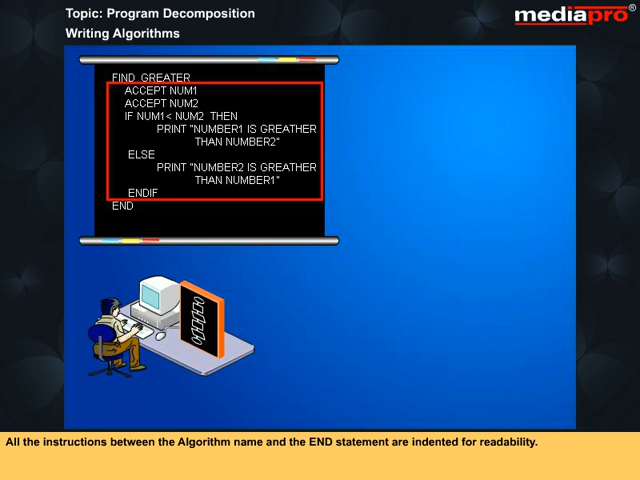 Topic: Program Decomposition
mediapro®
Writing Algorithms
FIND GREATER
ACCEPT NUM1
ACCEPT NUM2
IF NUM1< NUM2 THEN
PRINT "NUMBER1 IS GREATHER
THAN NUMBER2"
ELSE
PRINT "NUMBER2 IS GREATHER
THAN NUMBER1"
ENDIF
END
All the instructions between the Algorithm name and the END statement are indented for readability.